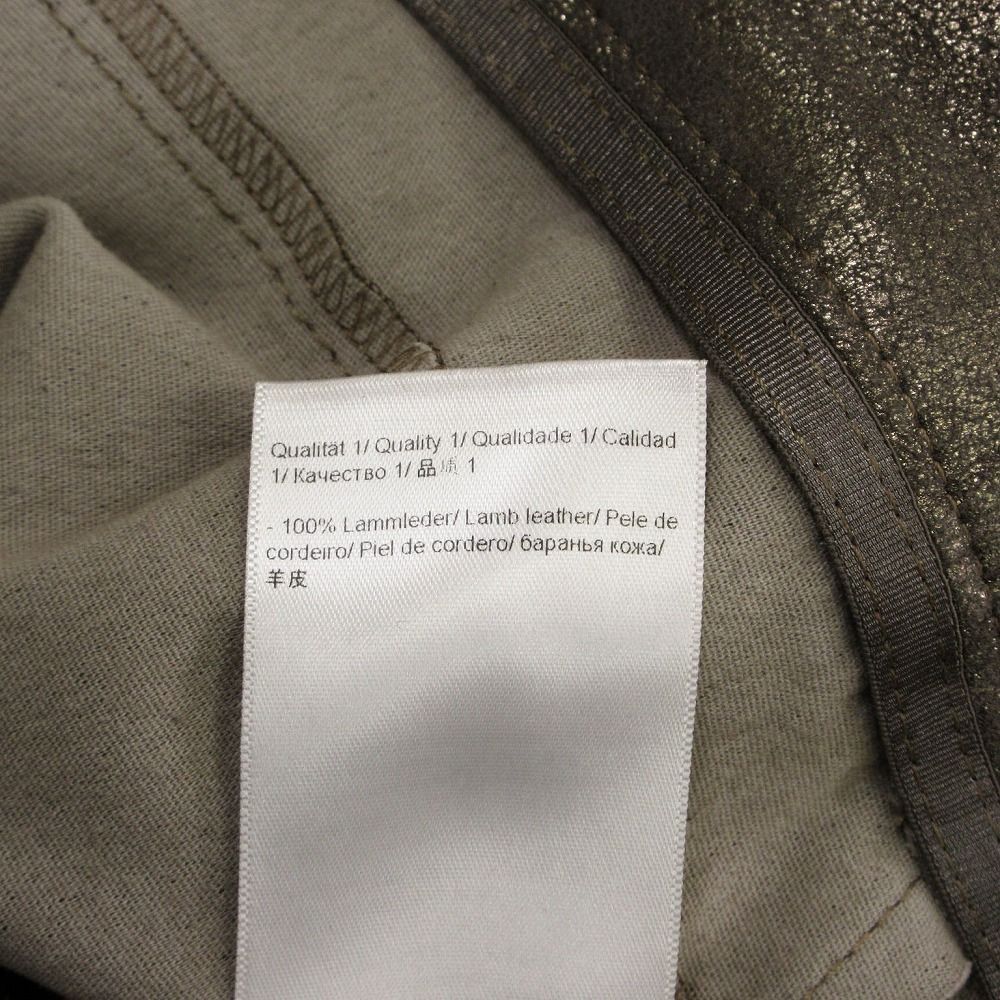 Qualität 1/ Quality 1/ Qualidade 1/ Calidad
1/ Качество 1/ 品质 1
- 100% Lammleder/ Lamb leather/ Pele de
cordeiro/ Piel de cordero/ баранья кожа/
羊皮